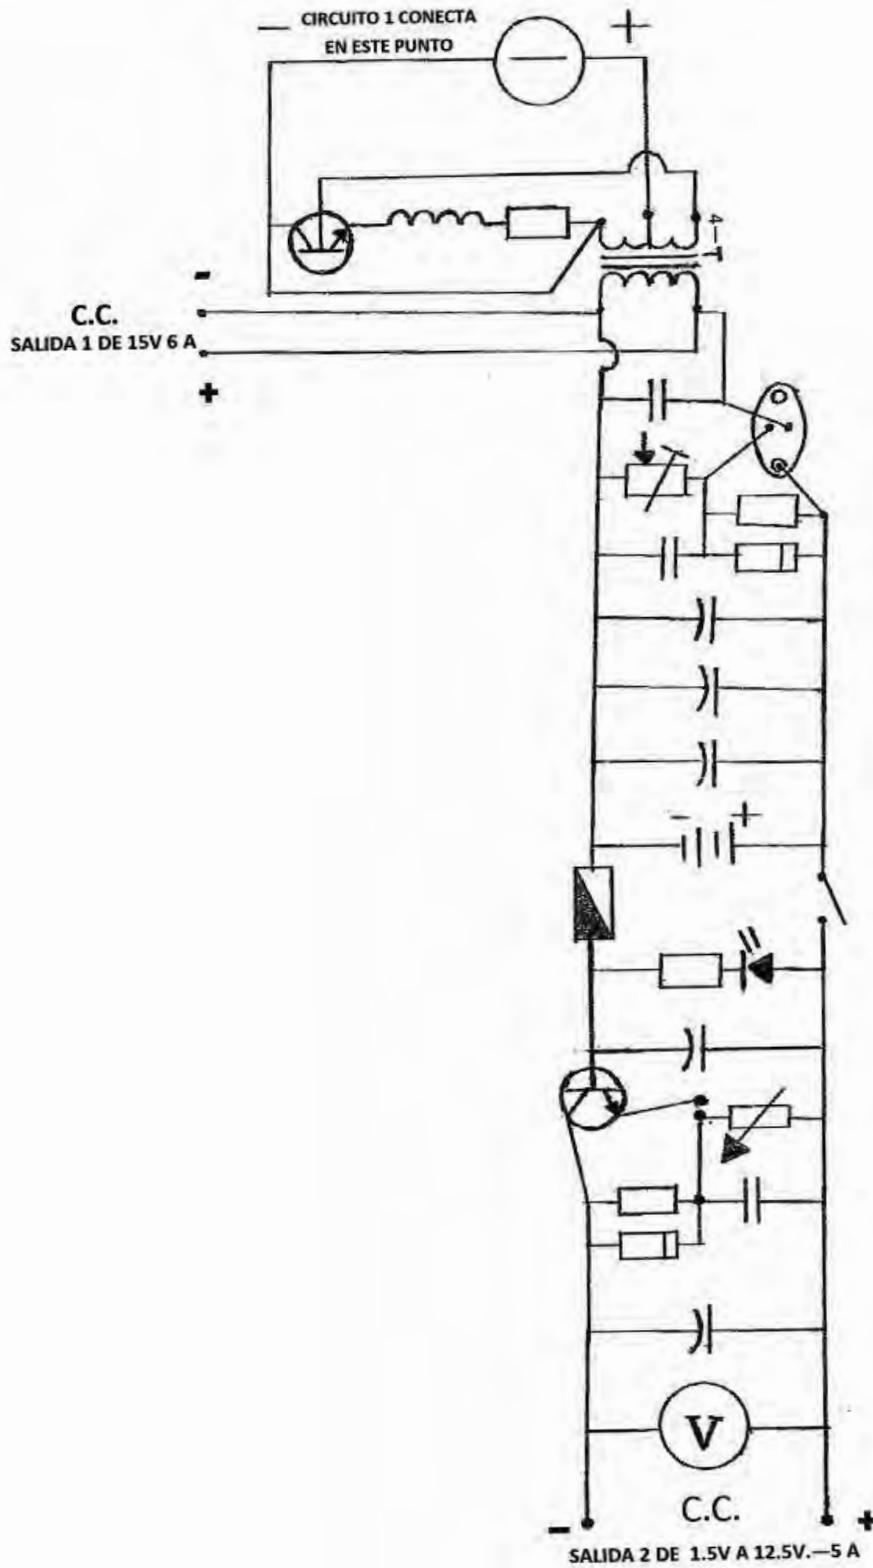 — CIRCUITO 1 CONECTA +
EN ESTE PUNTO
4—T
-
C.C.
SALIDA 1 DE 15V 6 A
+
- +
V
C.C.
- +
SALIDA 2 DE 1.5V A 12.5V.—5 A